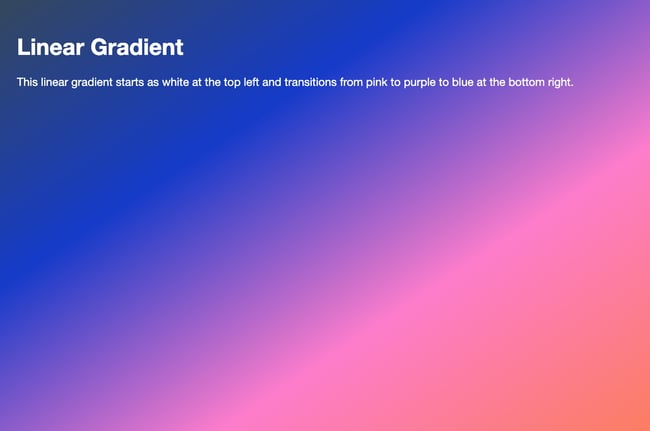 Linear Gradient
This linear gradient starts as white at the top left and transitions from pink to purple to blue at the bottom right.